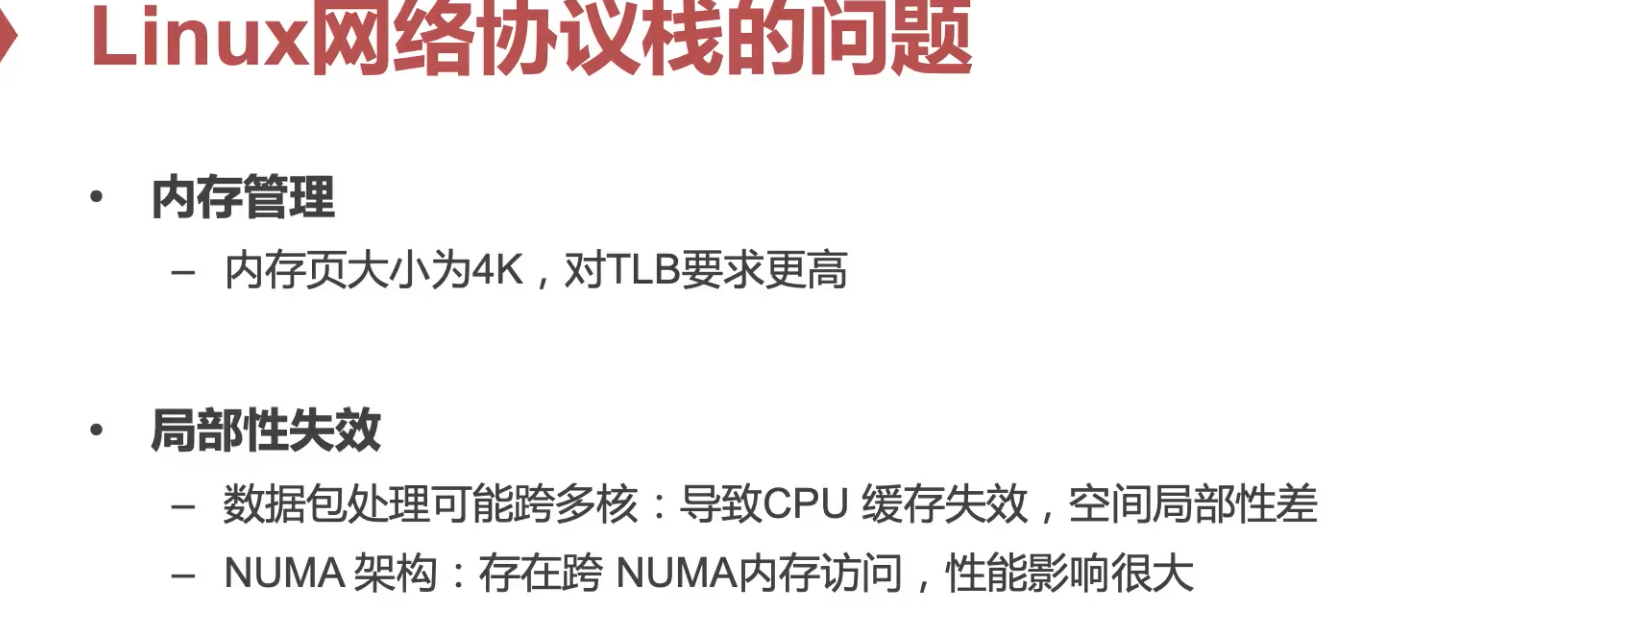 Linux网络协议栈的问题
• 内存管理
– 内存页大小为4K，对TLB要求更高
• 局部性失效
– 数据包处理可能跨多核：导致CPU 缓存失效，空间局部性差
– NUMA 架构：存在跨 NUMA内存访问，性能影响很大